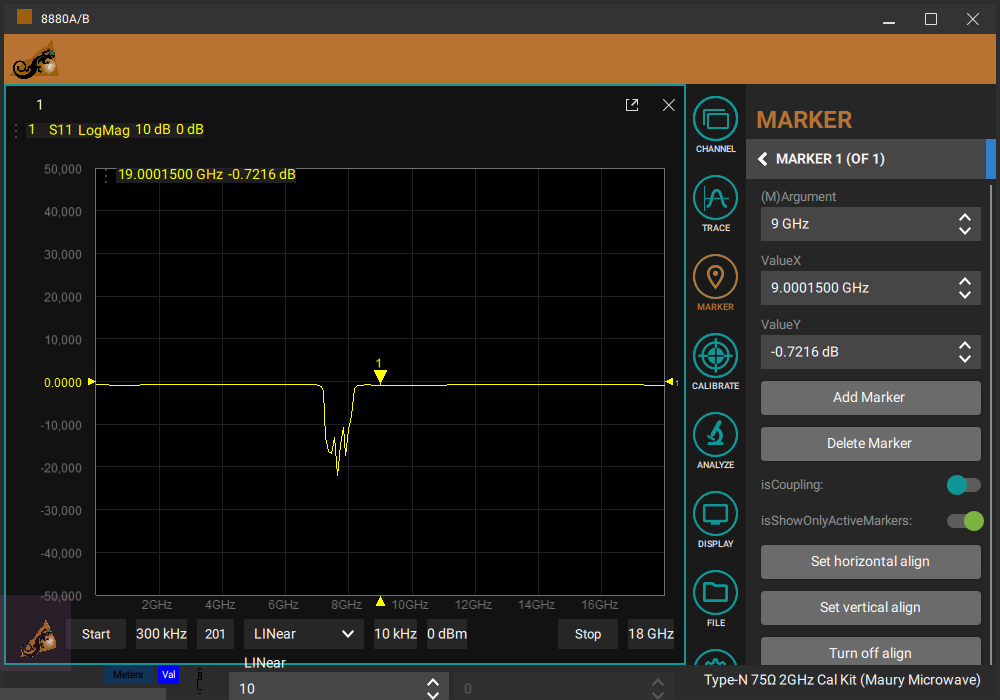 8880A/B
1
1 S11 LogMag 10 dB 0 dB
19.0001500 GHz -0.7216 dB
50,000
40,000
30,000
20,000
10,000
0.0000
-10,000
-20,000
-30,000
-40,000
-50,000
1
1
2GHz 4GHz 6GHz 8GHz 10GHz 12GHz 14GHz 16GHz
Start 300 kHz 201 LINear 10 kHz 0 dBm Stop 18 GHz
LINear
Meters Val
10 0
CHANNEL
TRACE
MARKER
CALIBRATE
ANALYZE
DISPLAY
FILE
MARKER
MARKER 1 (OF 1)
(M)Argument
9 GHz
ValueX
9.0001500 GHz
ValueY
-0.7216 dB
Add Marker
Delete Marker
isCoupling:
isShowOnlyActiveMarkers:
Set horizontal align
Set vertical align
Turn off align
Type-N 75Ω 2GHz Cal Kit (Maury Microwave)